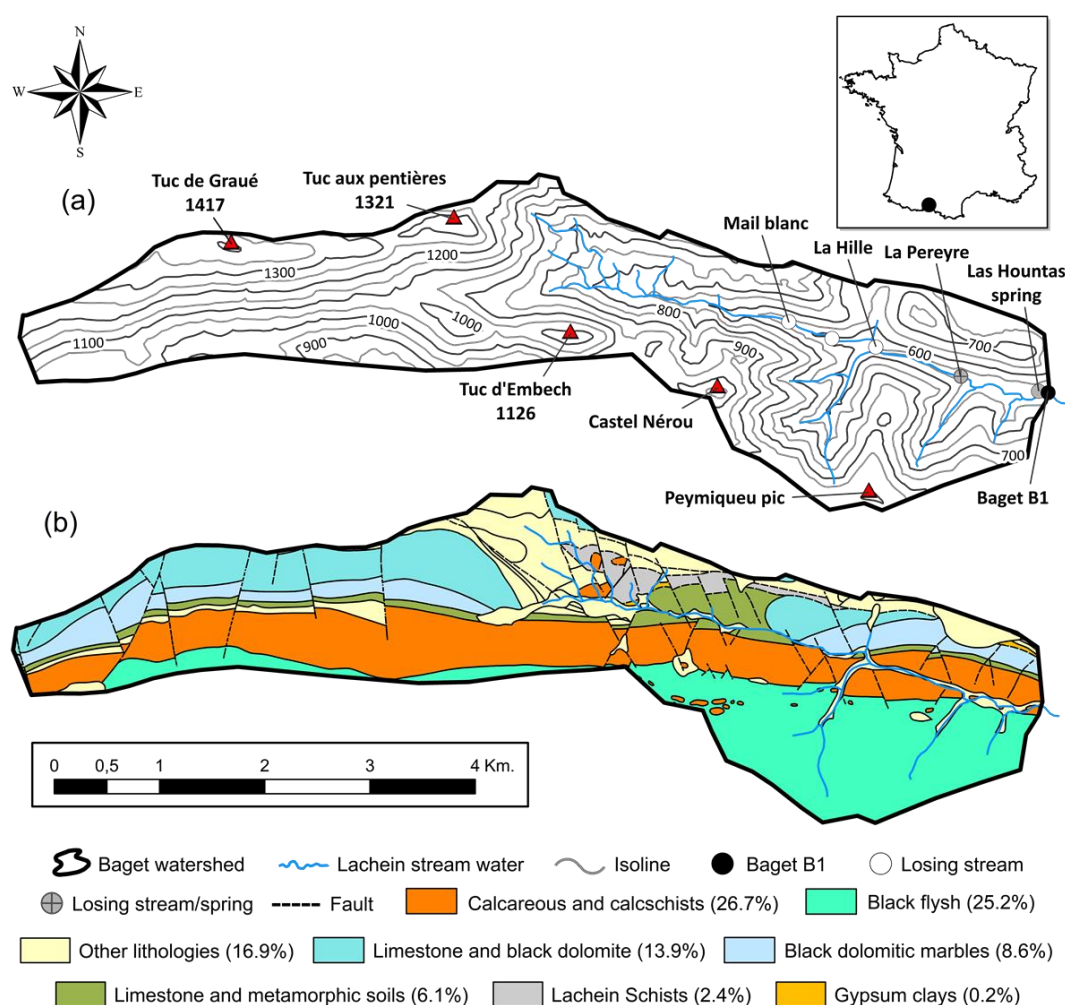 N
W
E
S
(a)
Tuc de Graué
1417
Tuc aux pentières
1321
Mail blanc
La Hille
La Pereyre
Las Hountas
spring
1300
1200
1100
1000
900
1000
800
900
600
700
700
Tuc d'Embech
1126
Castel Nérou
Peymiqueu pic
Baget B1
(b)
0 0,5 1 2 3 4 Km.
Baget watershed Lachein stream water Isoline Baget B1 Losing stream
Losing stream/spring Fault Calcareous and calcschists (26.7%) Black flysh (25.2%)
Other lithologies (16.9%) Limestone and black dolomite (13.9%) Black dolomitic marbles (8.6%)
Limestone and metamorphic soils (6.1%) Lachein Schists (2.4%) Gypsum clays (0.2%)